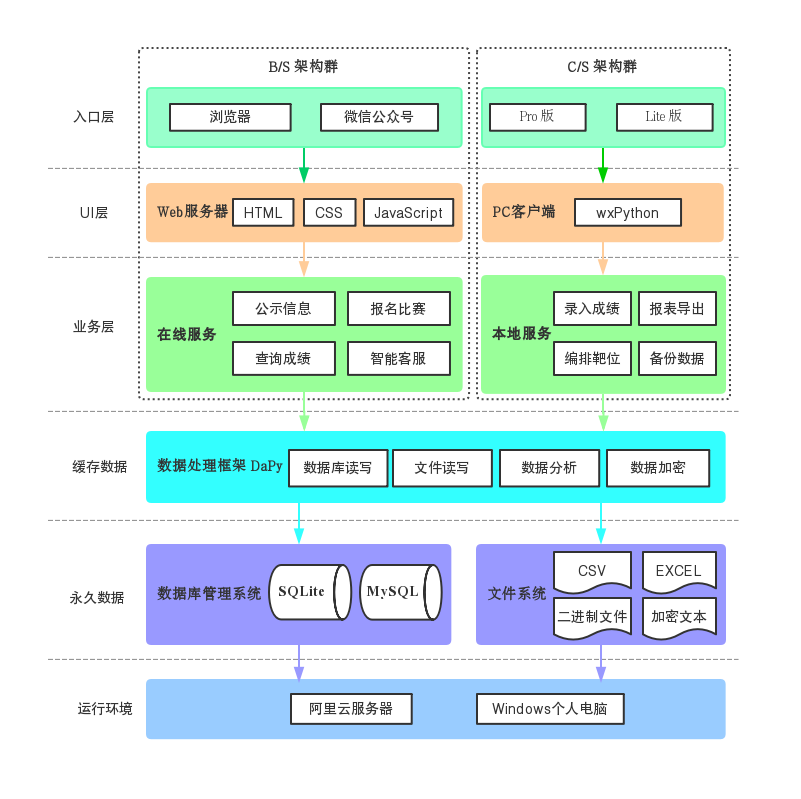 B/S 架构群
C/S 架构群
入口层
浏览器
微信公众号
Pro 版
Lite 版
UI层
Web服务器
HTML
CSS
JavaScript
PC客户端
wxPython
业务层
在线服务
公示信息
报名比赛
查询成绩
智能客服
本地服务
录入成绩
报表导出
编排靶位
备份数据
缓存数据
数据处理框架 DaPy
数据库读写
文件读写
数据分析
数据加密
永久数据
数据库管理系统
SQLite
MySQL
文件系统
CSV
EXCEL
二进制文件
加密文本
运行环境
阿里云服务器
Windows个人电脑